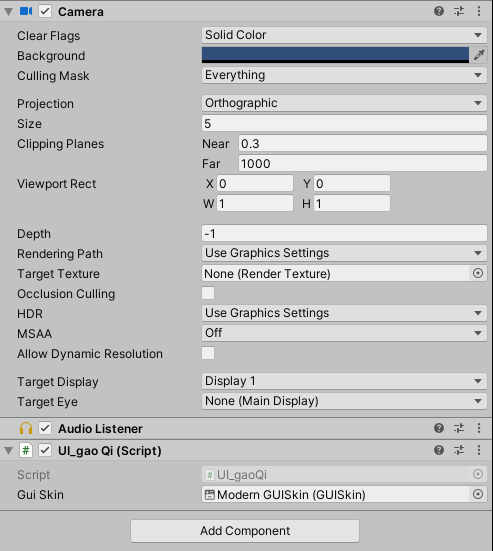 Camera
Clear Flags Solid Color
Background
Culling Mask Everything
Projection Orthographic
Size 5
Clipping Planes Near 0.3
Far 1000
Viewport Rect X 0 Y 0
W 1 H 1
Depth -1
Rendering Path Use Graphics Settings
Target Texture None (Render Texture)
Occlusion Culling
HDR Use Graphics Settings
MSAA Off
Allow Dynamic Resolution
Target Display Display 1
Target Eye None (Main Display)
Audio Listener
# UI_gao Qi (Script)
Script # UI_gaoQi
Gui Skin Modern GUISkin (GUISkin)
Add Component